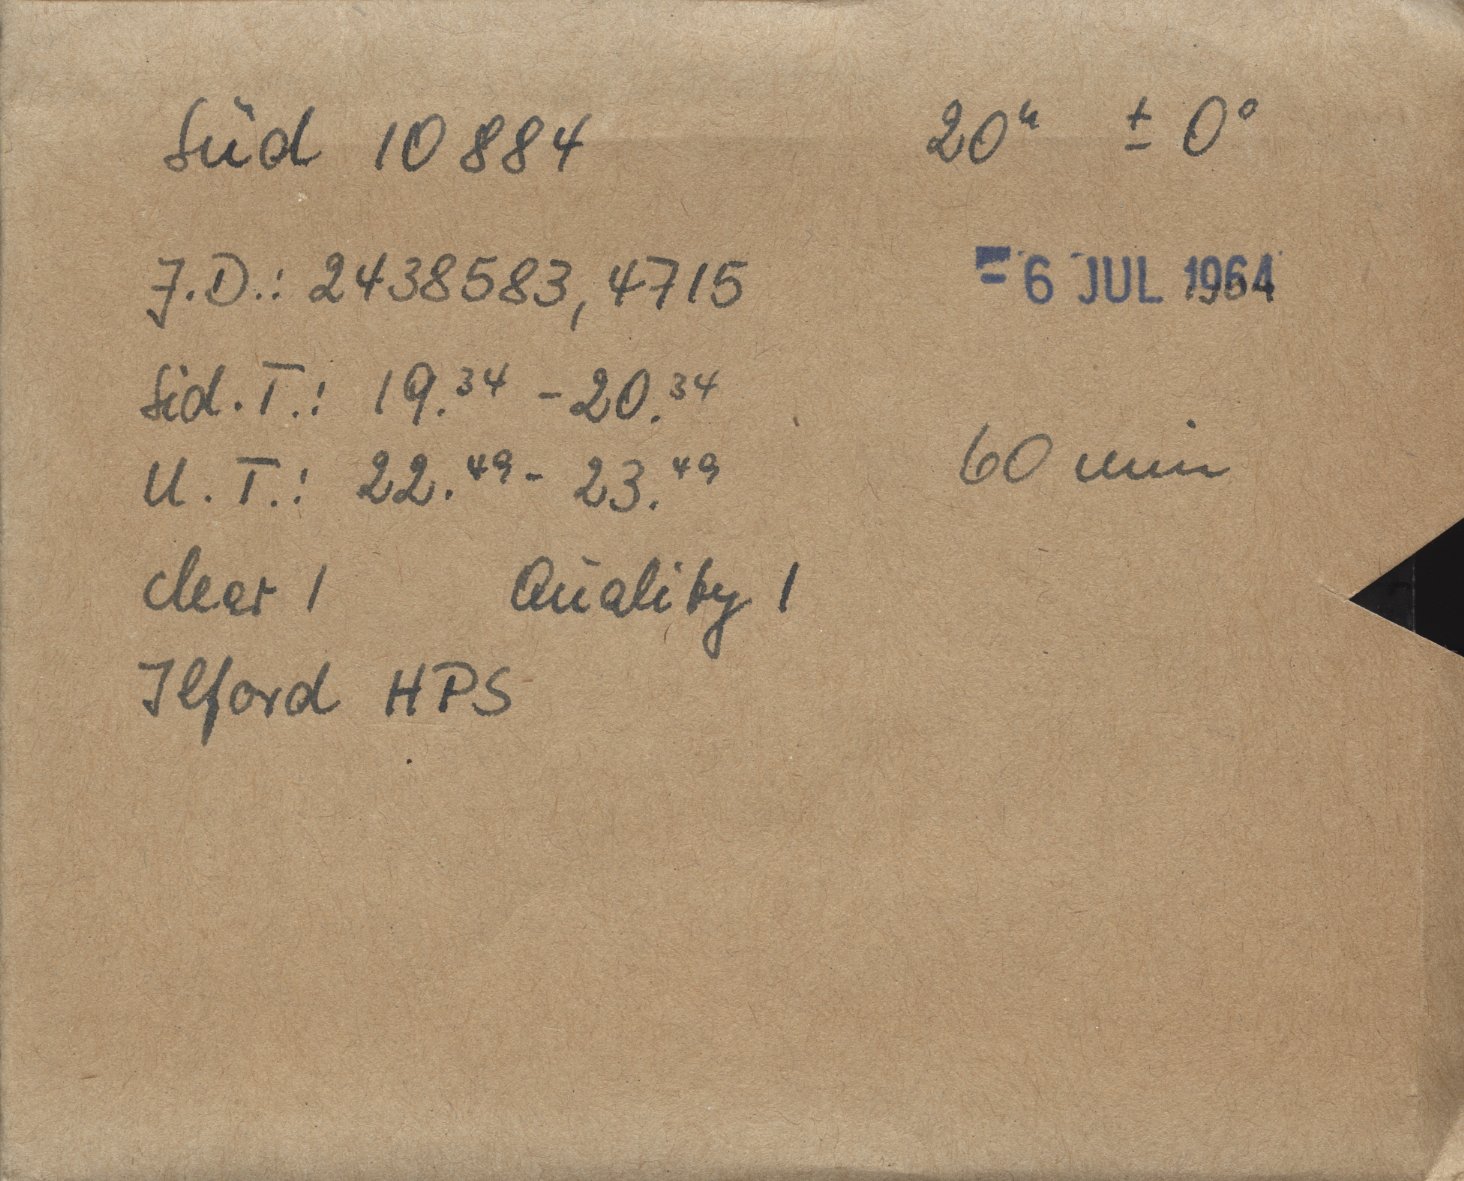 Süd 10884 20ʰ ± 0°
J.D.: 2438583,4715 - 6 JUL 1964
Sid.T.: 19.³⁴ - 20.³⁴
U.T.: 22.⁴⁹ - 23.⁴⁹ 60 min
clear 1 Quality 1
Ilford HPS